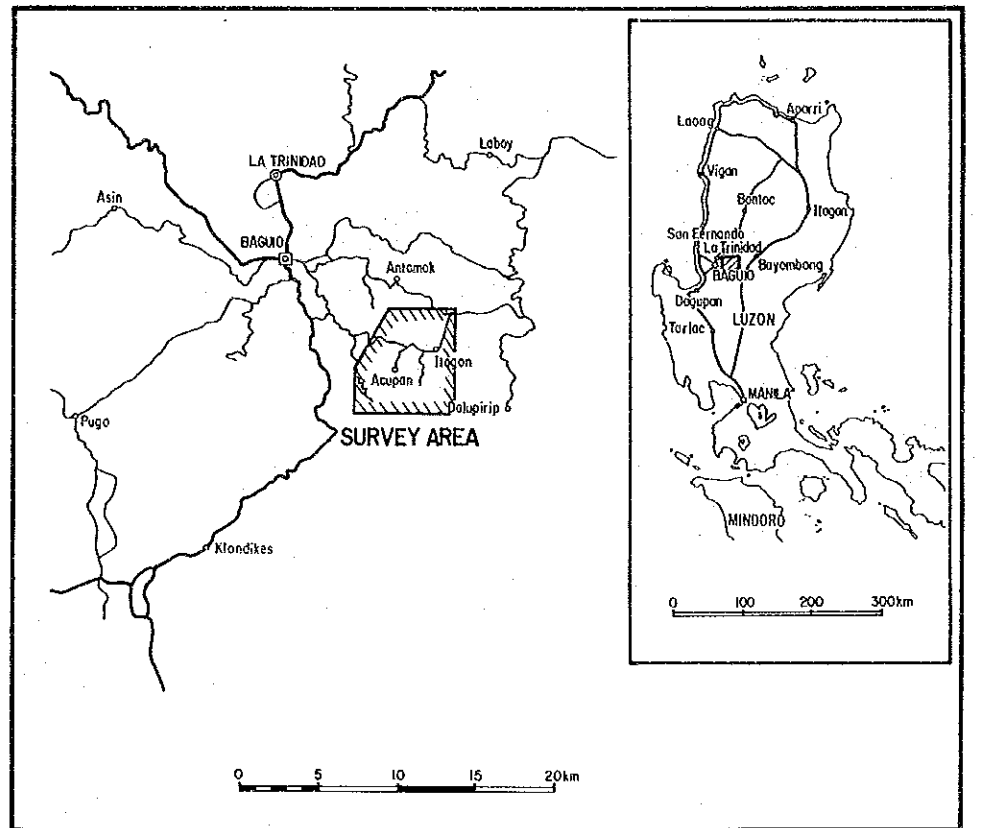 LA TRINIDAD
Laboy
Asin
BAGUIO
Antamok
Itogon
Acupan
Dalupirip
SURVEY AREA
Pugo
Klondikes
0 5 10 15 20km
Aparri
Laoag
Vigan
Bontoc
Ilagan
San Fernando
La Trinidad
BAGUIO
Bayombong
Dagupan
LUZON
Tarlac
MANILA
MINDORO
0 100 200 300km